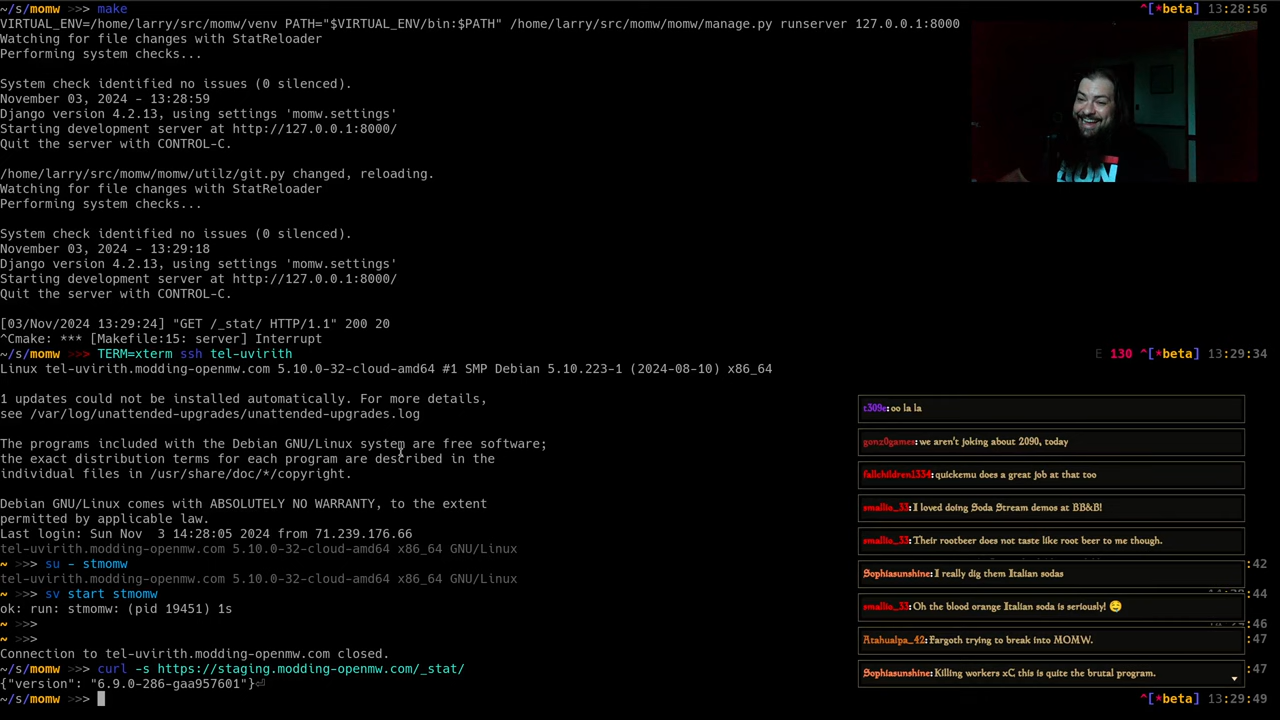 ~/s/momw >>> make ^[*beta] 13:28:56
VIRTUAL_ENV=/home/larry/src/momw/venv PATH="$VIRTUAL_ENV/bin:$PATH" /home/larry/src/momw/momw/manage.py runserver 127.0.0.1:8000
Watching for file changes with StatReloader
Performing system checks...
System check identified no issues (0 silenced).
November 03, 2024 - 13:28:59
Django version 4.2.13, using settings 'momw.settings'
Starting development server at http://127.0.0.1:8000/
Quit the server with CONTROL-C.
/home/larry/src/momw/momw/utilz/git.py changed, reloading.
Watching for file changes with StatReloader
Performing system checks...
System check identified no issues (0 silenced).
November 03, 2024 - 13:29:18
Django version 4.2.13, using settings 'momw.settings'
Starting development server at http://127.0.0.1:8000/
Quit the server with CONTROL-C.
[03/Nov/2024 13:29:24] "GET /_stat/ HTTP/1.1" 200 20
^Cmake: *** [Makefile:15: server] Interrupt
~/s/momw >>> TERM=xterm ssh tel-uvirith E 130 ^[*beta] 13:29:34
Linux tel-uvirith.modding-openmw.com 5.10.0-32-cloud-amd64 #1 SMP Debian 5.10.223-1 (2024-08-10) x86_64
1 updates could not be installed automatically. For more details,
see /var/log/unattended-upgrades/unattended-upgrades.log
The programs included with the Debian GNU/Linux system are free software;
the exact distribution terms for each program are described in the
individual files in /usr/share/doc/*/copyright.
Debian GNU/Linux comes with ABSOLUTELY NO WARRANTY, to the extent
permitted by applicable law.
Last login: Sun Nov  3 14:28:05 2024 from 71.239.176.66
tel-uvirith.modding-openmw.com 5.10.0-32-cloud-amd64 x86_64 GNU/Linux
~ >>> su - stmomw :42
tel-uvirith.modding-openmw.com 5.10.0-32-cloud-amd64 x86_64 GNU/Linux
~ >>> sv start stmomw :44
ok: run: stmomw: (pid 19451) 1s
~ >>> :46
~ >>> :47
Connection to tel-uvirith.modding-openmw.com closed.
~/s/momw >>> curl -s https://staging.modding-openmw.com/_stat/ :47
{"version": "6.9.0-286-gaa957601"}⏎
~/s/momw >>> ^[*beta] 13:29:49
t309e: oo la la
gonz0games: we aren't joking about 2090, today
fallchildren1334: quickemu does a great job at that too
smallio_33: I loved doing Soda Stream demos at BB&B!
smallio_33: Their rootbeer does not taste like root beer to me though.
Sophiasunshine: I really dig them Italian sodas
smallio_33: Oh the blood orange Italian soda is seriously! 😏
Atahualpa_42: Fargoth trying to break into MOMW.
Sophiasunshine: Killing workers xC this is quite the brutal program.